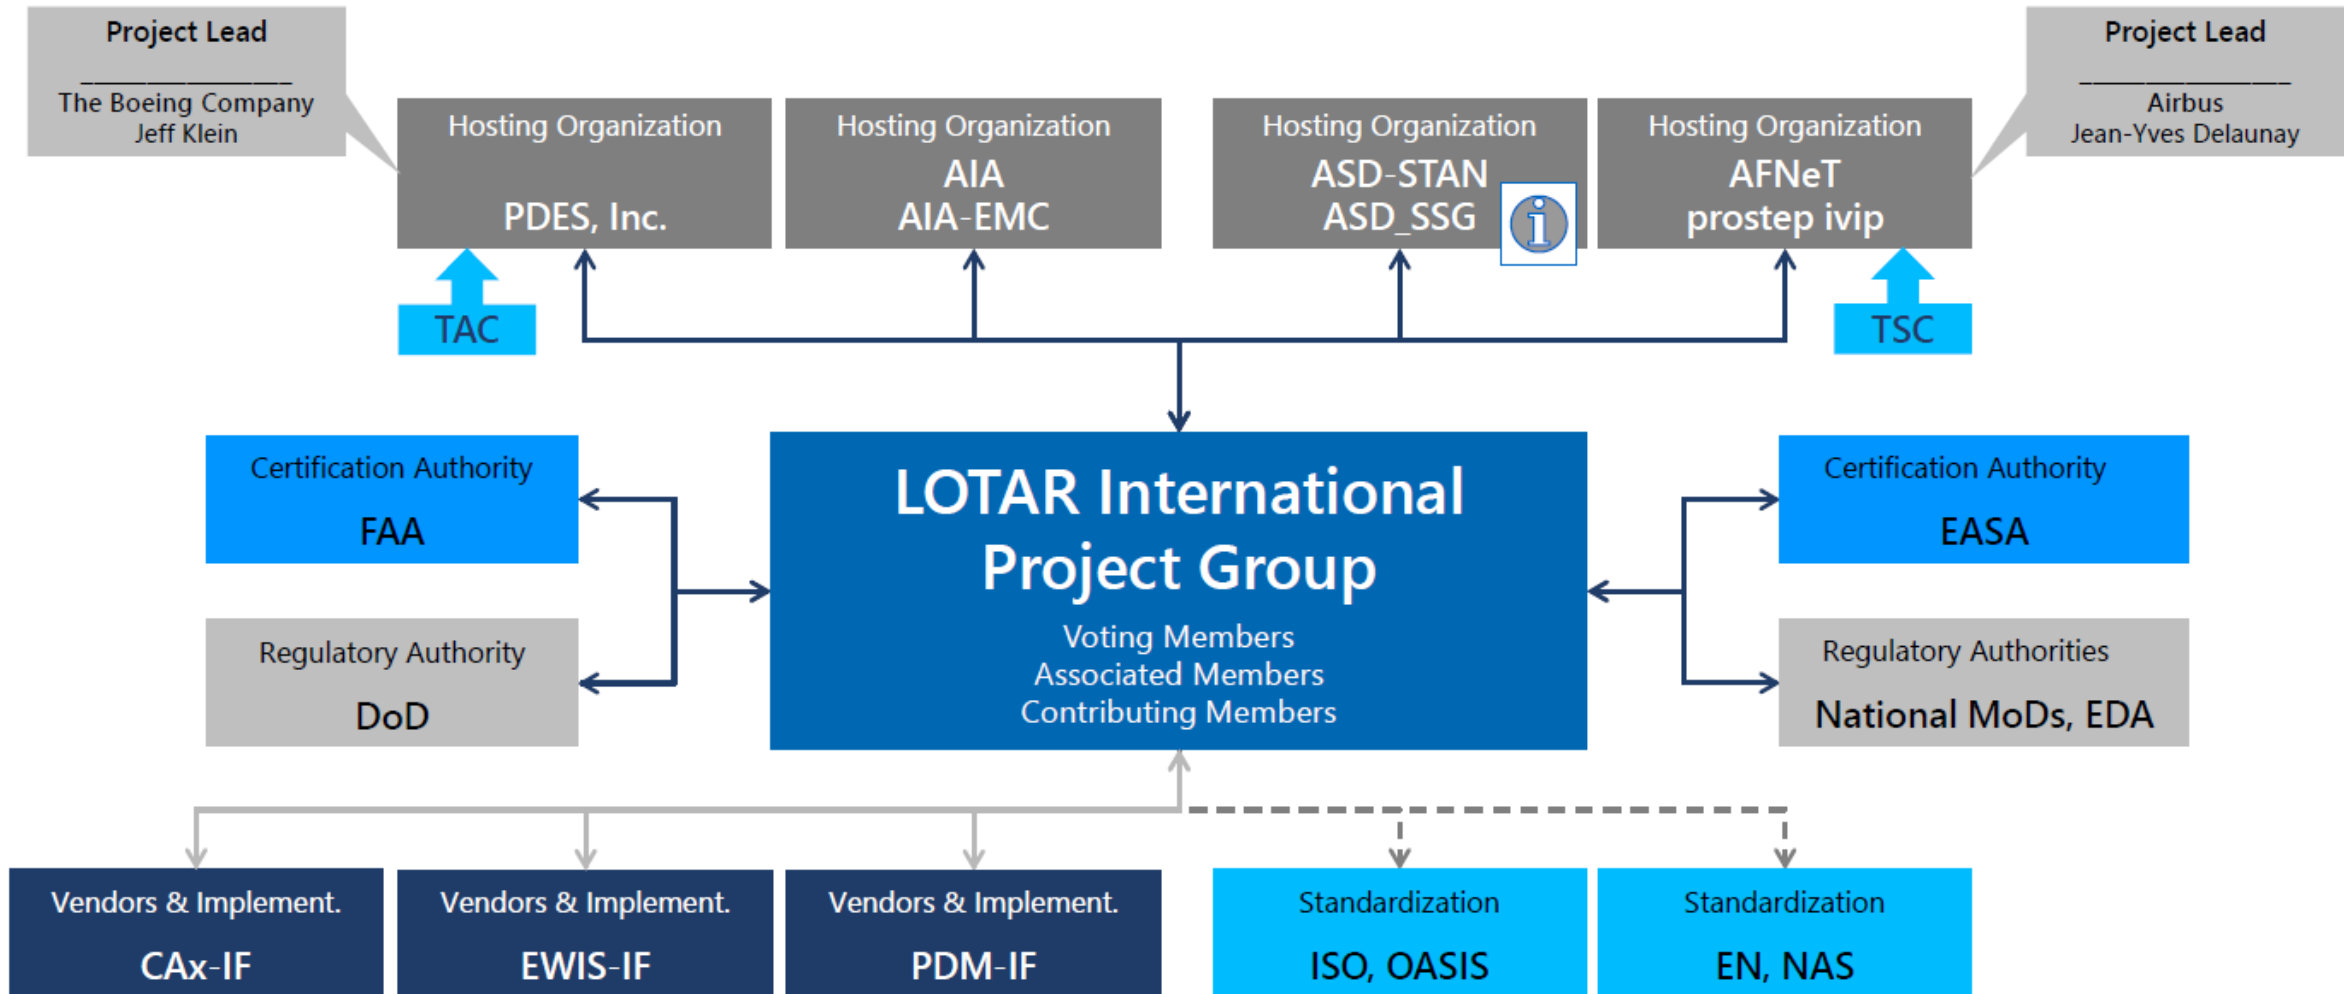 Project Lead
The Boeing Company
Jeff Klein
Project Lead
Airbus
Jean-Yves Delaunay
Hosting Organization
PDES, Inc.
Hosting Organization
AIA
AIA-EMC
Hosting Organization
ASD-STAN
ASD_SSG
i
Hosting Organization
AFNeT
prostep ivip
TAC
TSC
Certification Authority
FAA
Regulatory Authority
DoD
LOTAR International
Project Group
Voting Members
Associated Members
Contributing Members
Certification Authority
EASA
Regulatory Authorities
National MoDs, EDA
Vendors & Implement.
CAx-IF
Vendors & Implement.
EWIS-IF
Vendors & Implement.
PDM-IF
Standardization
ISO, OASIS
Standardization
EN, NAS